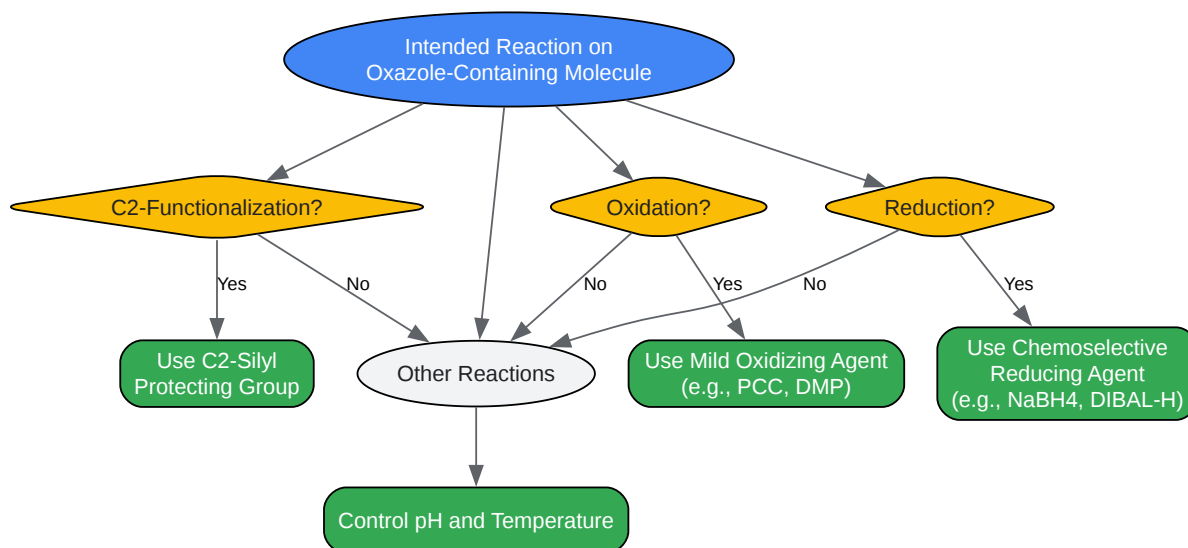 Intended Reaction on
Oxazole-Containing Molecule
C2-Functionalization?
Oxidation?
Reduction?
Yes
No
No
Yes
No
Yes
Use C2-Silyl
Protecting Group
Other Reactions
Use Mild Oxidizing Agent
(e.g., PCC, DMP)
Use Chemoselective
Reducing Agent
(e.g., NaBH4, DIBAL-H)
Control pH and Temperature